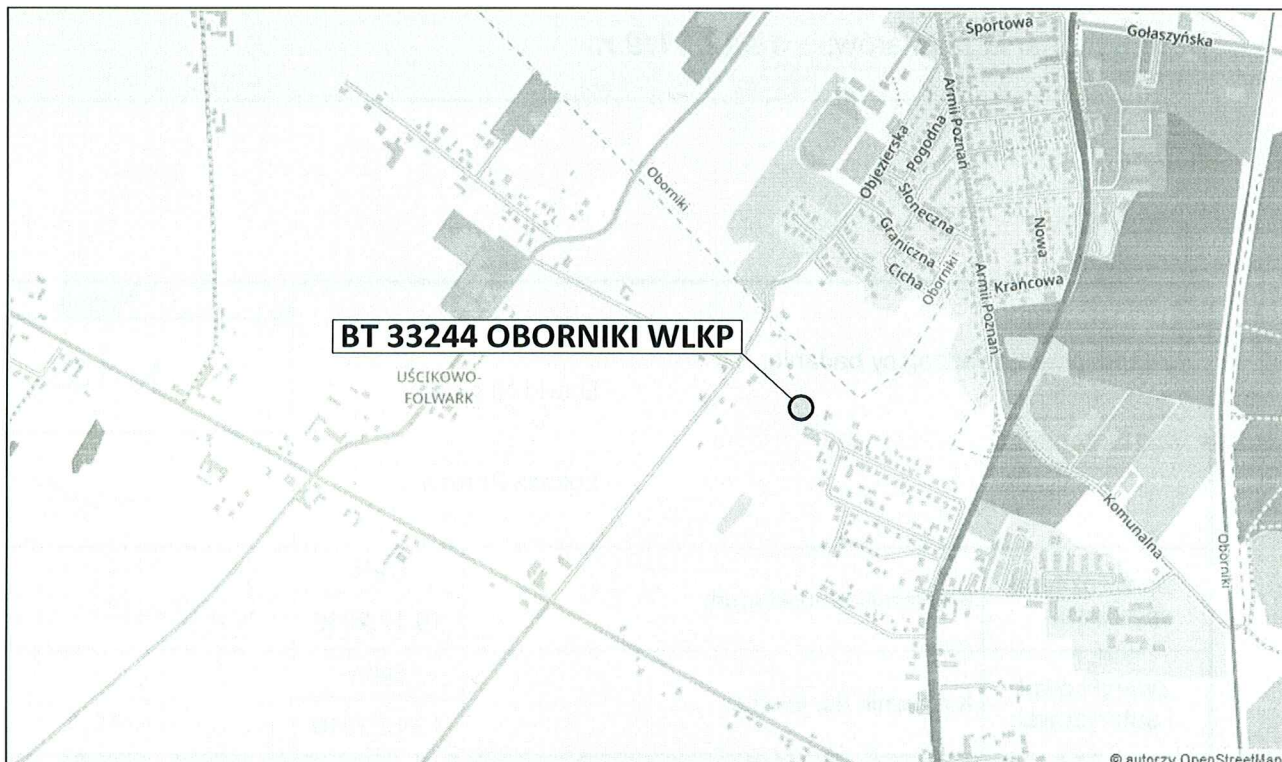 Sportowa
Gołaszyńska
Armii Poznań
Pogodna
Objezierska
Oborniki
Słoneczna
Graniczna
Nowa
Cicha
Oborniki
Krańcowa
Armii Poznań
BT 33244 OBORNIKI WLKP
UŚCIKOWO-
FOLWARK
Komunalna
Oborniki
© autorzy OpenStreetMap